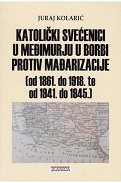 JURAJ KOLARIĆ
KATOLIČKI SVEĆENICI
U MEĐIMURJU U BORBI
PROTIV MAĐARIZACIJE
(od 1861. do 1918. te
od 1941. do 1945.)